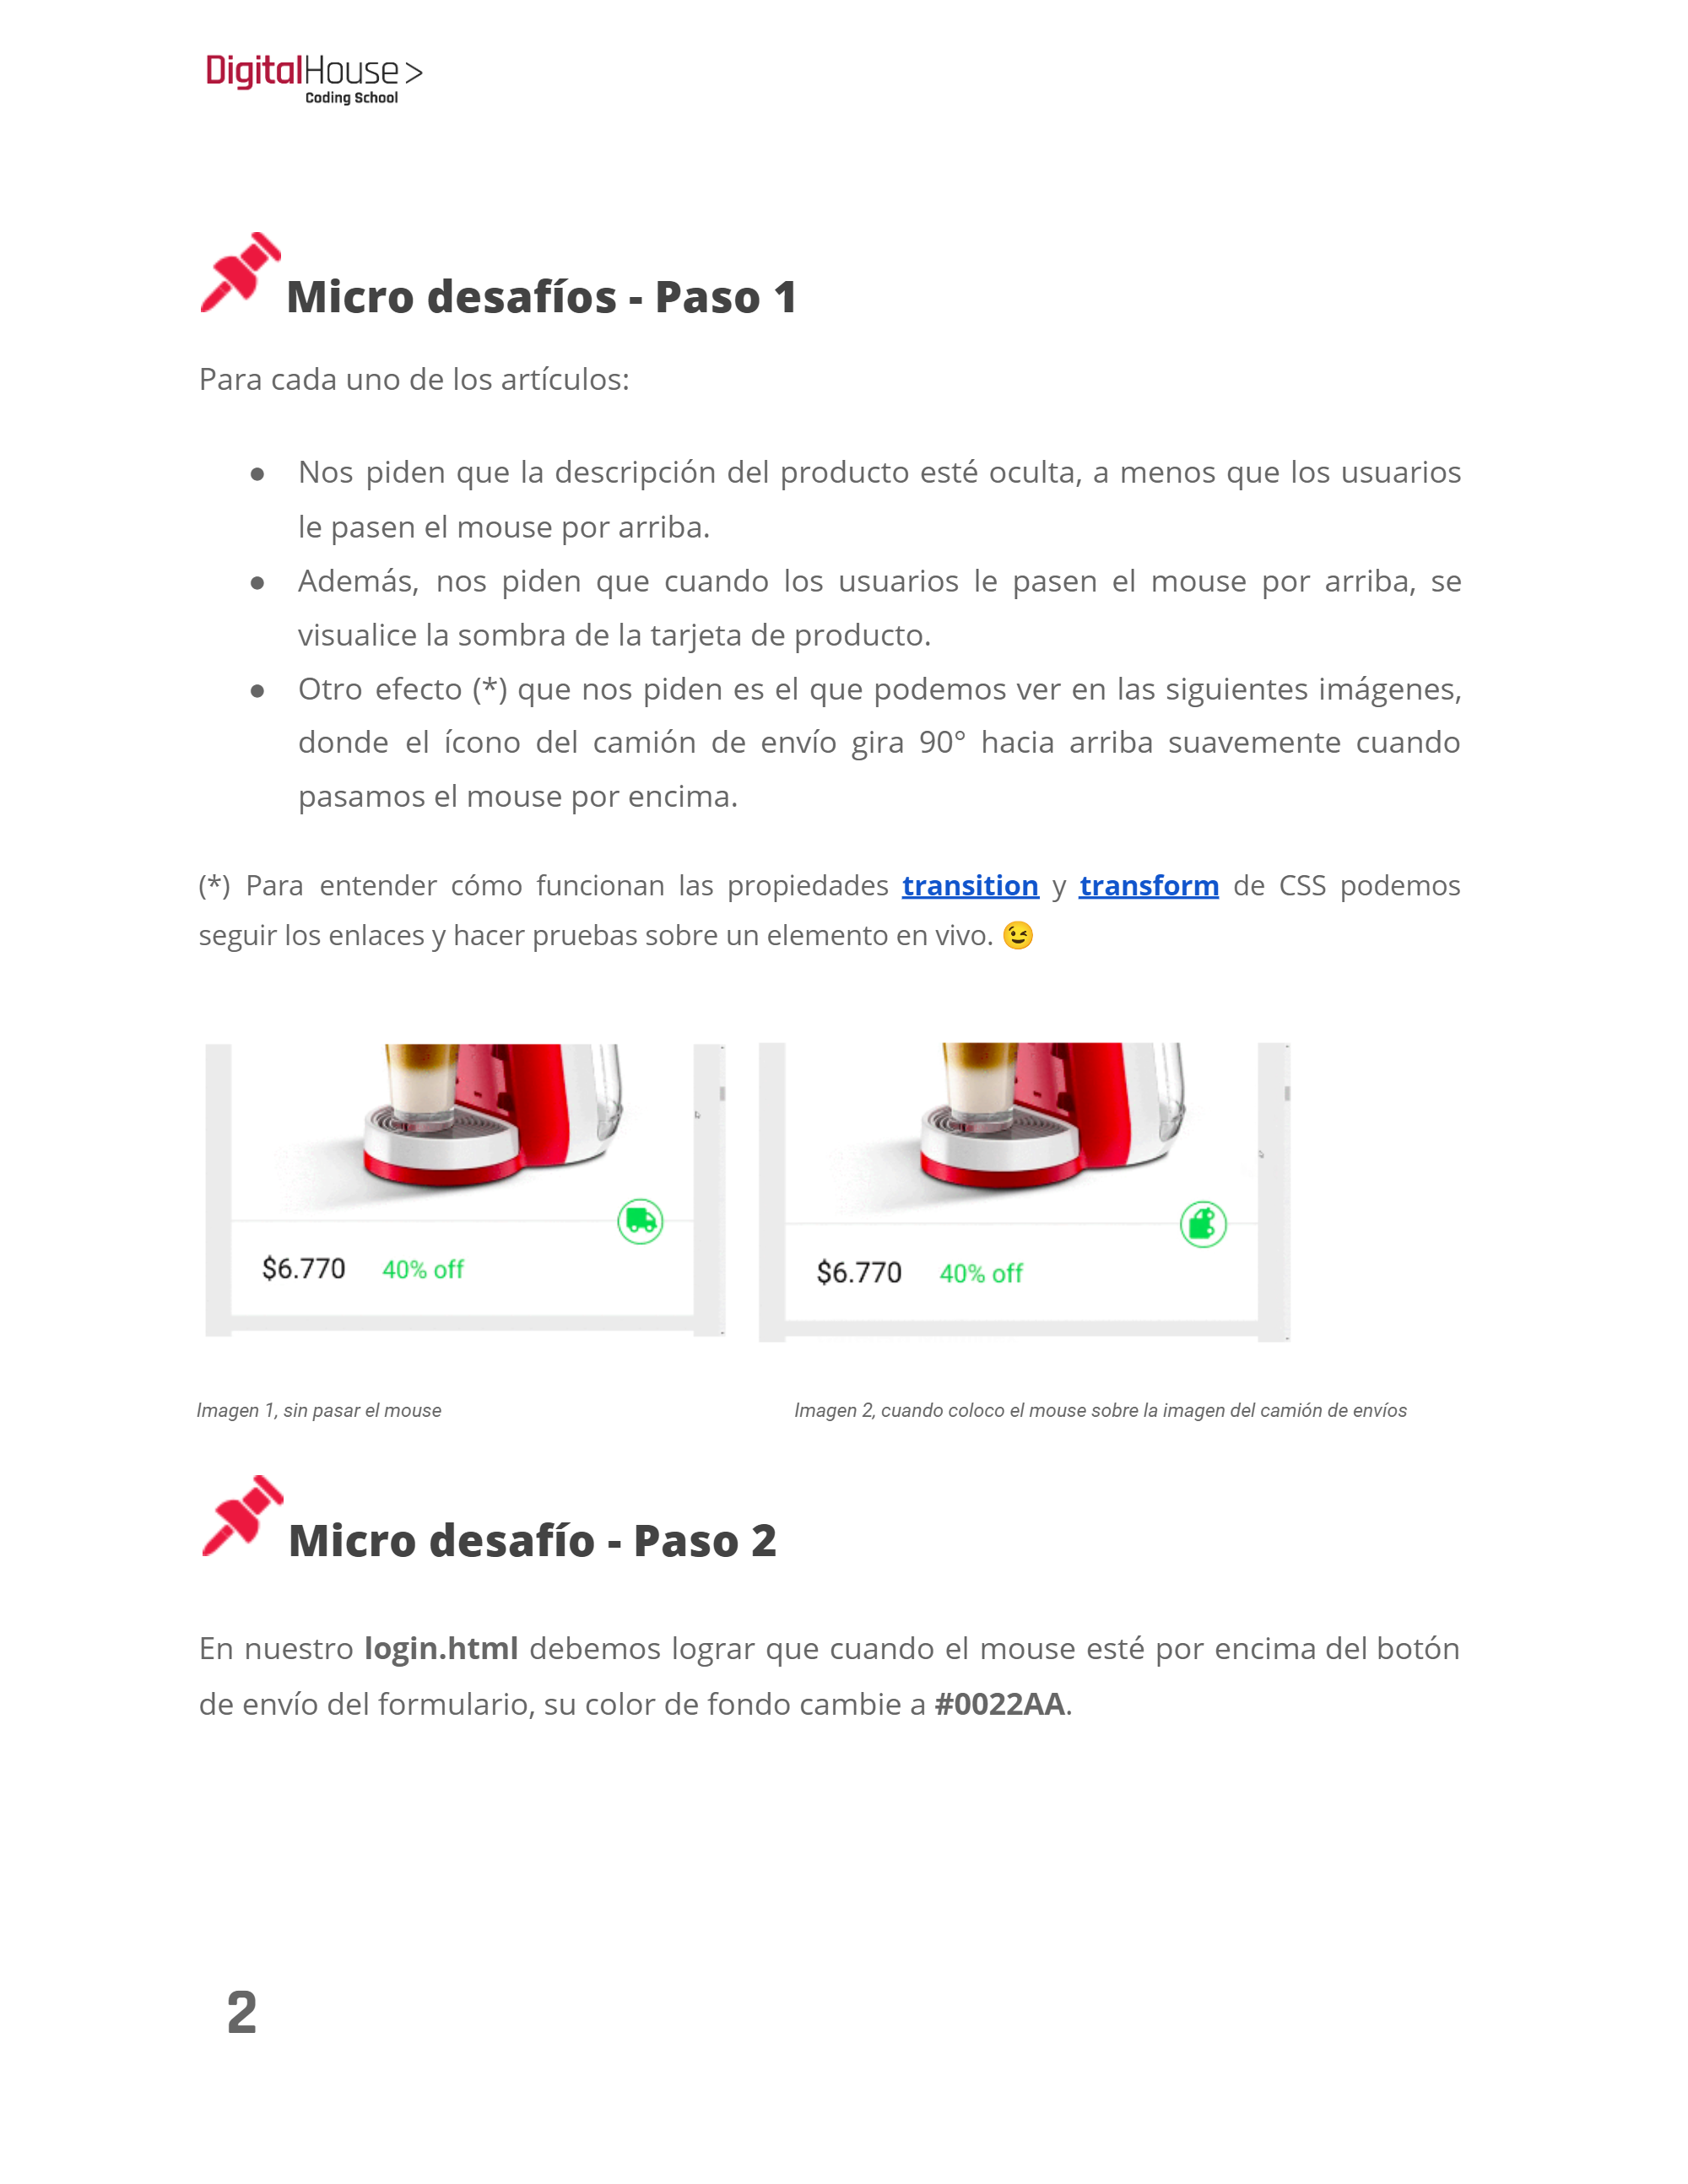 DigitalHouse >
Coding School
Micro desafíos - Paso 1
Para cada uno de los artículos:
● Nos piden que la descripción del producto esté oculta, a menos que los usuarios
le pasen el mouse por arriba.
● Además, nos piden que cuando los usuarios le pasen el mouse por arriba, se
visualice la sombra de la tarjeta de producto.
● Otro efecto (*) que nos piden es el que podemos ver en las siguientes imágenes,
donde el ícono del camión de envío gira 90° hacia arriba suavemente cuando
pasamos el mouse por encima.
(*) Para entender cómo funcionan las propiedades transition y transform de CSS podemos
seguir los enlaces y hacer pruebas sobre un elemento en vivo. 😉
$6.770 40% off
$6.770 40% off
Imagen 1, sin pasar el mouse
Imagen 2, cuando coloco el mouse sobre la imagen del camión de envíos
Micro desafío - Paso 2
En nuestro login.html debemos lograr que cuando el mouse esté por encima del botón
de envío del formulario, su color de fondo cambie a #0022AA.
2